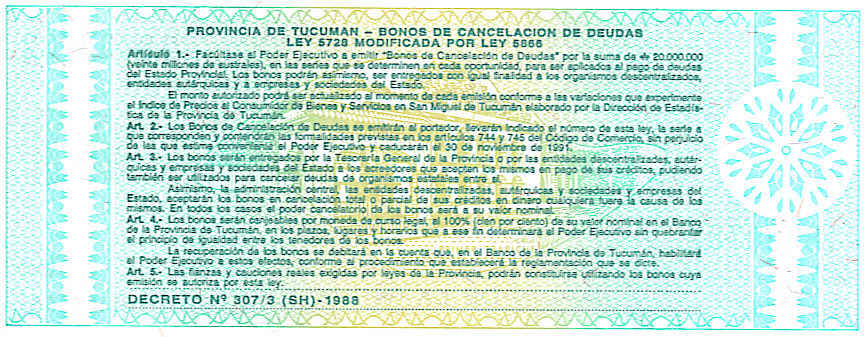 PROVINCIA DE TUCUMAN – BONOS DE CANCELACION DE DEUDAS
LEY 5728 MODIFICADA POR LEY 5866
Artículo 1.- Facúltase al Poder Ejecutivo a emitir "Bonos de Cancelación de Deudas" por la suma de ₳ 20.000.000
(veinte millones de australes), en las series que se determinen en cada oportunidad, para ser aplicados al pago de deudas
del Estado Provincial. Los bonos podrán asimismo, ser entregados con igual finalidad a los organismos descentralizados,
entidades autárquicas y a empresas y sociedades del Estado.
El monto autorizado podrá ser actualizado al momento de cada emisión conforme a las variaciones que experimente
el Indice de Precios al Consumidor de Bienes y Servicios en San Miguel de Tucumán elaborado por la Dirección de Estadís-
tica de la Provincia de Tucumán.
Art. 2.- Los Bonos de Cancelación de Deudas se emitirán al portador, llevarán indicado el número de esta ley, la serie a
que corresponden y contendrán las formalidades previstas en los artículos 744 y 745 del Código de Comercio, sin perjuicio
de las que estime conveniente el Poder Ejecutivo y caducarán el 30 de noviembre de 1991.
Art. 3.- Los bonos serán entregados por la Tesorería General de la Provincia o por las entidades descentralizadas, autár-
quicas y empresas y sociedades del Estado a los acreedores que acepten los mismos en pago de sus créditos, pudiendo
también ser utilizados para cancelar deudas de organismos estatales entre sí.
Asimismo, la administración central, las entidades descentralizadas, autárquicas y sociedades y empresas del
Estado, aceptarán los bonos en cancelación total o parcial de sus créditos en dinero cualquiera fuere la causa de los
mismos. En todos los casos el poder cancelatorio de los bonos será a su valor nominal.
Art. 4.- Los bonos serán canjeables por moneda de curso legal, al 100% (cien por ciento) de su valor nominal en el Banco
de la Provincia de Tucumán, en los plazos, lugares y horarios que a ese fin determinará el Poder Ejecutivo sin quebrantar
el principio de igualdad entre los tenedores de los bonos.
La recuperación de los bonos se debitará en la cuenta que, en el Banco de la Provincia de Tucumán, habilitará
el Poder Ejecutivo a estos efectos, conforme al procedimiento que establecerá la reglamentación que se dicte.
Art. 5.- Las fianzas y cauciones reales exigidas por leyes de la Provincia, podrán constituirse utilizando los bonos cuya
emisión se autoriza por esta ley.
DECRETO Nº 307/3 (SH)-1988